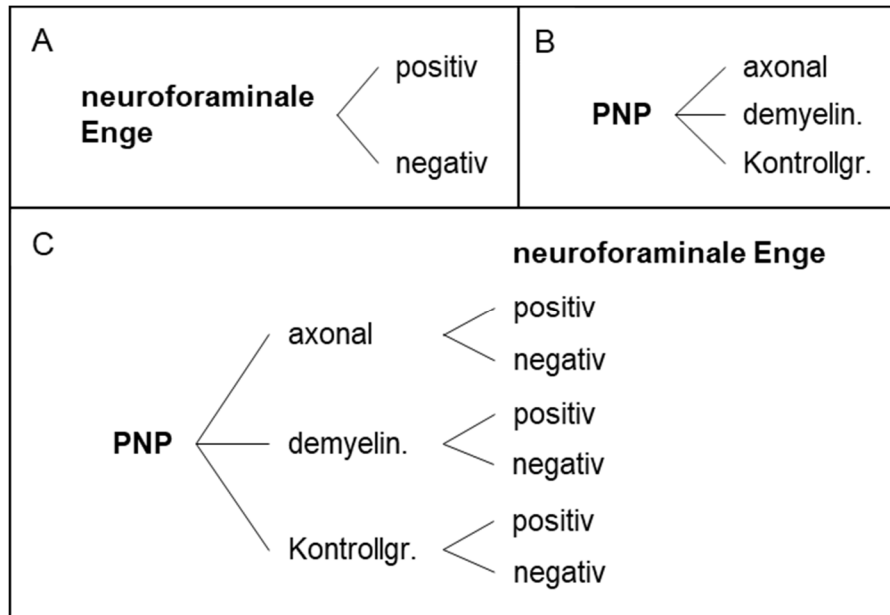 A
neuroforaminale
Enge
positiv
negativ
B
PNP
axonal
demyelin.
Kontrollgr.
C
neuroforaminale Enge
PNP
axonal
positiv
negativ
demyelin.
positiv
negativ
Kontrollgr.
positiv
negativ